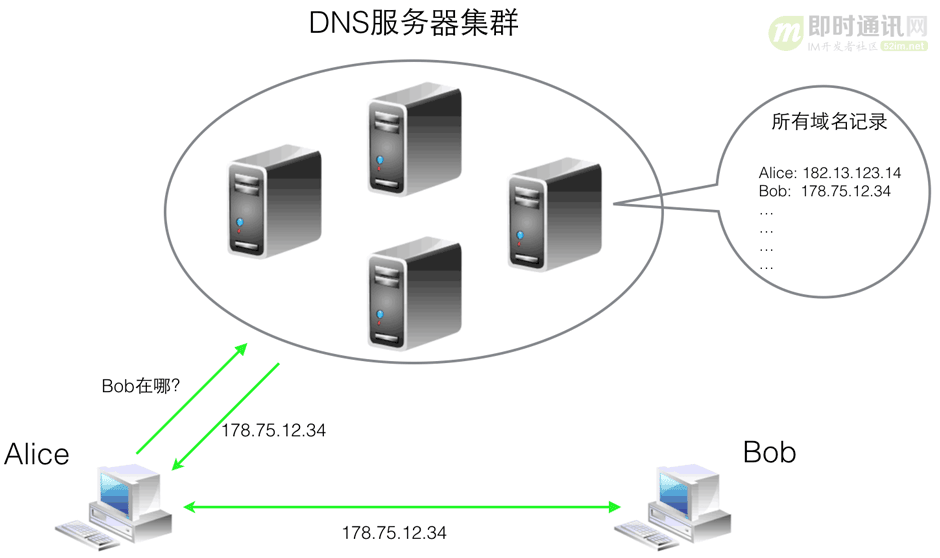 DNS服务器集群
即时通讯网
IM开发者社区 52im.net
所有域名记录
Alice: 182.13.123.14
Bob: 178.75.12.34
...
...
...
...
Bob在哪?
178.75.12.34
Alice
Bob
178.75.12.34